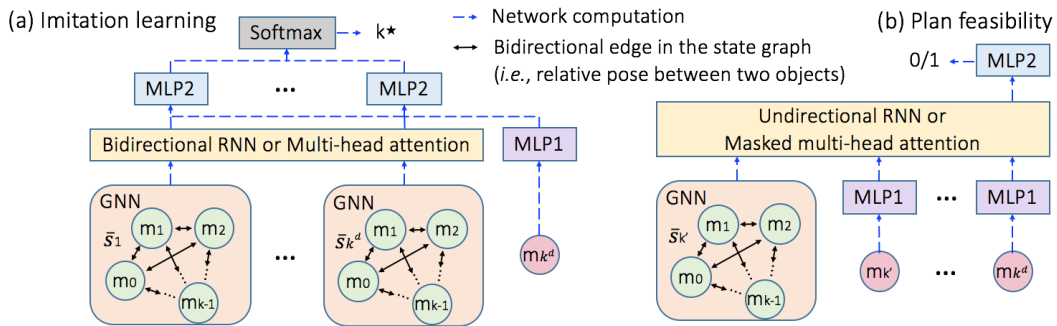 (a) Imitation learning
Softmax
k★
Network computation
Bidirectional edge in the state graph
(i.e., relative pose between two objects)
MLP2
...
MLP2
Bidirectional RNN or Multi-head attention
MLP1
GNN
s̄1
m1
m2
m0
mk-1
...
GNN
s̄kᵈ
m1
m2
m0
mk-1
mkᵈ
(b) Plan feasibility
0/1
MLP2
Undirectional RNN or
Masked multi-head attention
GNN
s̄k′
m1
m2
m0
mk-1
MLP1
...
MLP1
mk′
...
mkᵈ